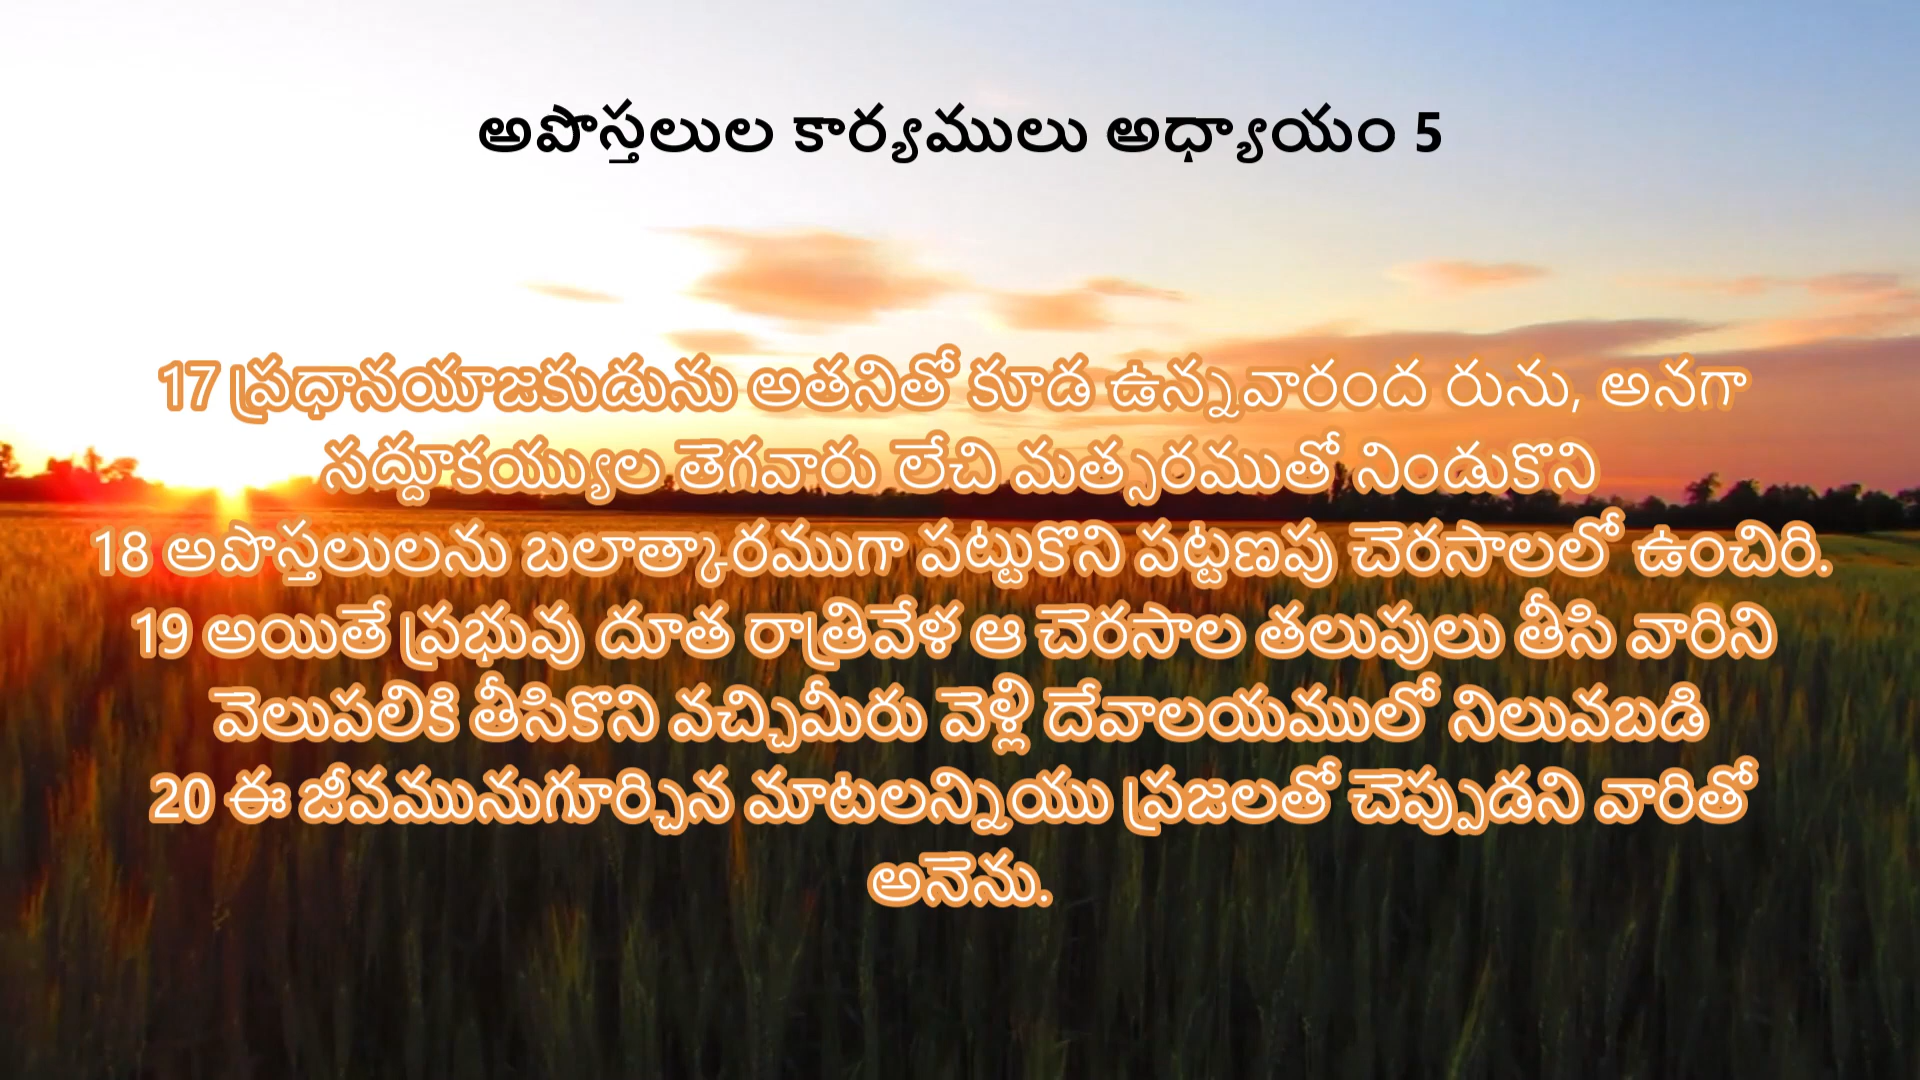 అపొస్తలుల కార్యములు అధ్యాయం 5
17 ప్రధానయాజకుడును అతనితో కూడ ఉన్నవారంద రును, అనగా
సద్దూకయ్యుల తెగవారు లేచి మత్సరముతో నిండుకొని
18 అపొస్తలులను బలాత్కారముగా పట్టుకొని పట్టణపు చెరసాలలో ఉంచిరి.
19 అయితే ప్రభువు దూత రాత్రివేళ ఆ చెరసాల తలుపులు తీసి వారిని
వెలుపలికి తీసికొని వచ్చిమీరు వెళ్లి దేవాలయములో నిలువబడి
20 ఈ జీవమునుగూర్చిన మాటలన్నియు ప్రజలతో చెప్పుడని వారితో
అనెను.